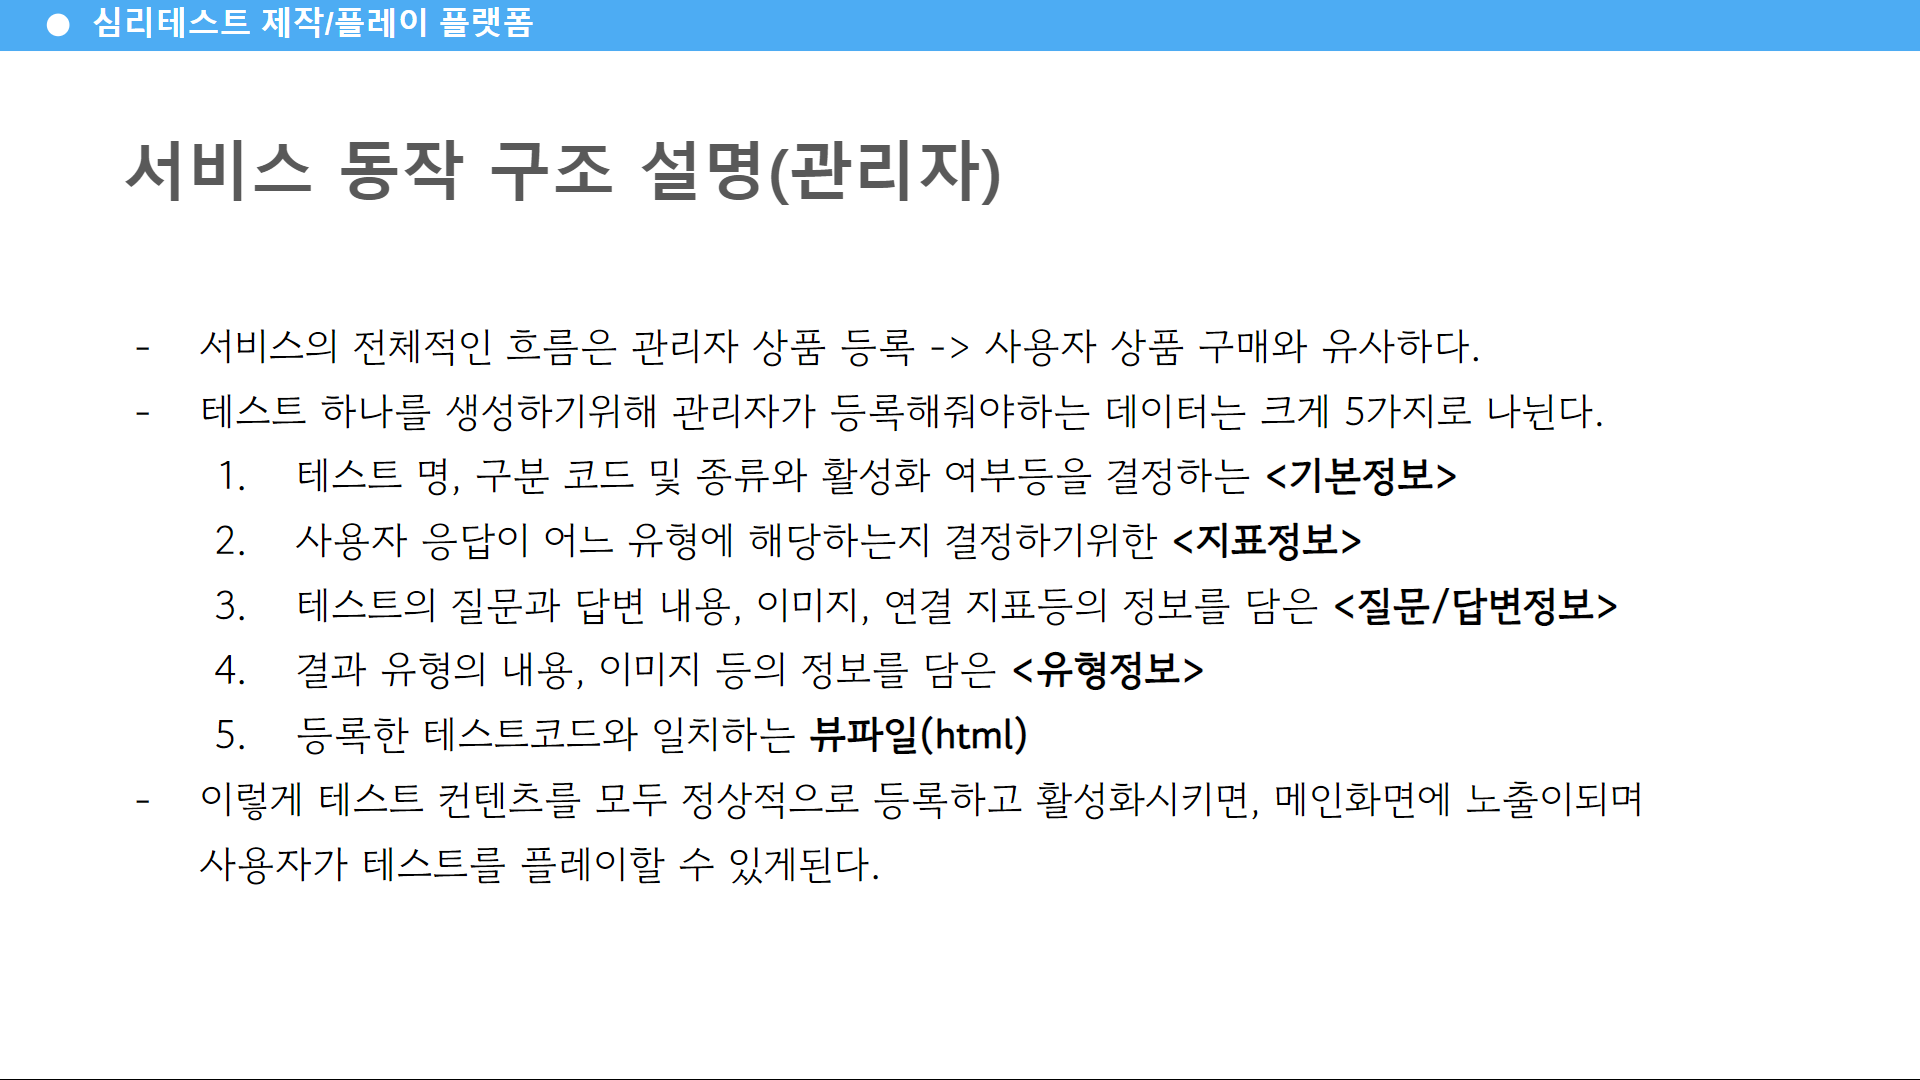 ● 심리테스트 제작/플레이 플랫폼
서비스 동작 구조 설명(관리자)
- 서비스의 전체적인 흐름은 관리자 상품 등록 -> 사용자 상품 구매와 유사하다.
- 테스트 하나를 생성하기위해 관리자가 등록해줘야하는 데이터는 크게 5가지로 나뉜다.
1. 테스트 명, 구분 코드 및 종류와 활성화 여부등을 결정하는 <기본정보>
2. 사용자 응답이 어느 유형에 해당하는지 결정하기위한 <지표정보>
3. 테스트의 질문과 답변 내용, 이미지, 연결 지표등의 정보를 담은 <질문/답변정보>
4. 결과 유형의 내용, 이미지 등의 정보를 담은 <유형정보>
5. 등록한 테스트코드와 일치하는 뷰파일(html)
- 이렇게 테스트 컨텐츠를 모두 정상적으로 등록하고 활성화시키면, 메인화면에 노출이되며
사용자가 테스트를 플레이할 수 있게된다.